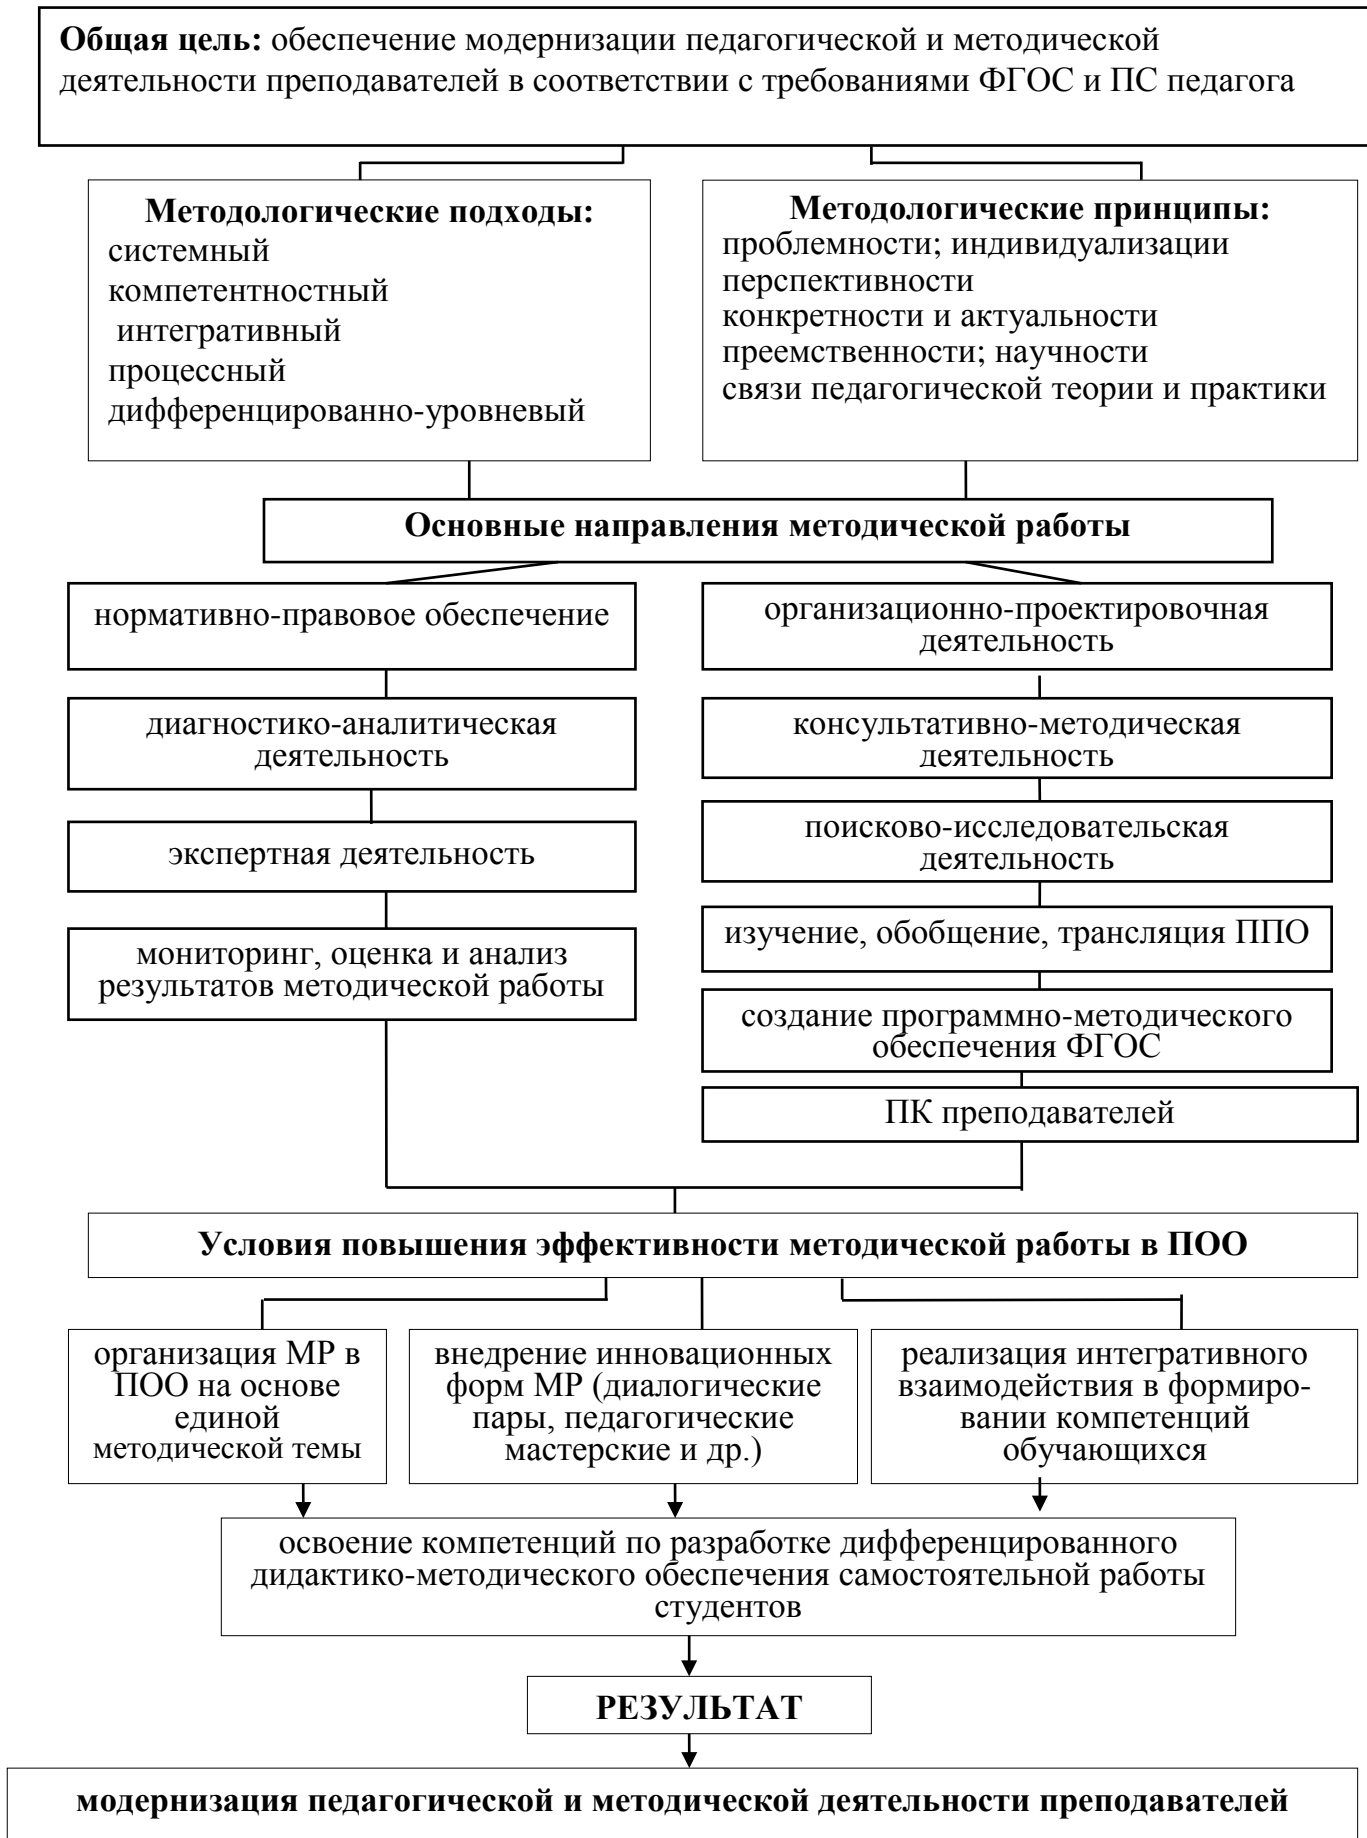 Общая цель: обеспечение модернизации педагогической и методической
деятельности преподавателей в соответствии с требованиями ФГОС и ПС педагога
Методологические подходы:
системный
компетентностный
интегративный
процессный
дифференцированно-уровневый
Методологические принципы:
проблемности; индивидуализации
перспективности
конкретности и актуальности
преемственности; научности
связи педагогической теории и практики
Основные направления методической работы
нормативно-правовое обеспечение
диагностико-аналитическая
деятельность
экспертная деятельность
мониторинг, оценка и анализ
результатов методической работы
организационно-проектировочная
деятельность
консультативно-методическая
деятельность
поисково-исследовательская
деятельность
изучение, обобщение, трансляция ППО
создание программно-методического
обеспечения ФГОС
ПК преподавателей
Условия повышения эффективности методической работы в ПОО
организация МР в
ПОО на основе
единой
методической темы
внедрение инновационных
форм МР (диалогические
пары, педагогические
мастерские и др.)
реализация интегративного
взаимодействия в формиро-
вании компетенций
обучающихся
освоение компетенций по разработке дифференцированного
дидактико-методического обеспечения самостоятельной работы
студентов
РЕЗУЛЬТАТ
модернизация педагогической и методической деятельности преподавателей